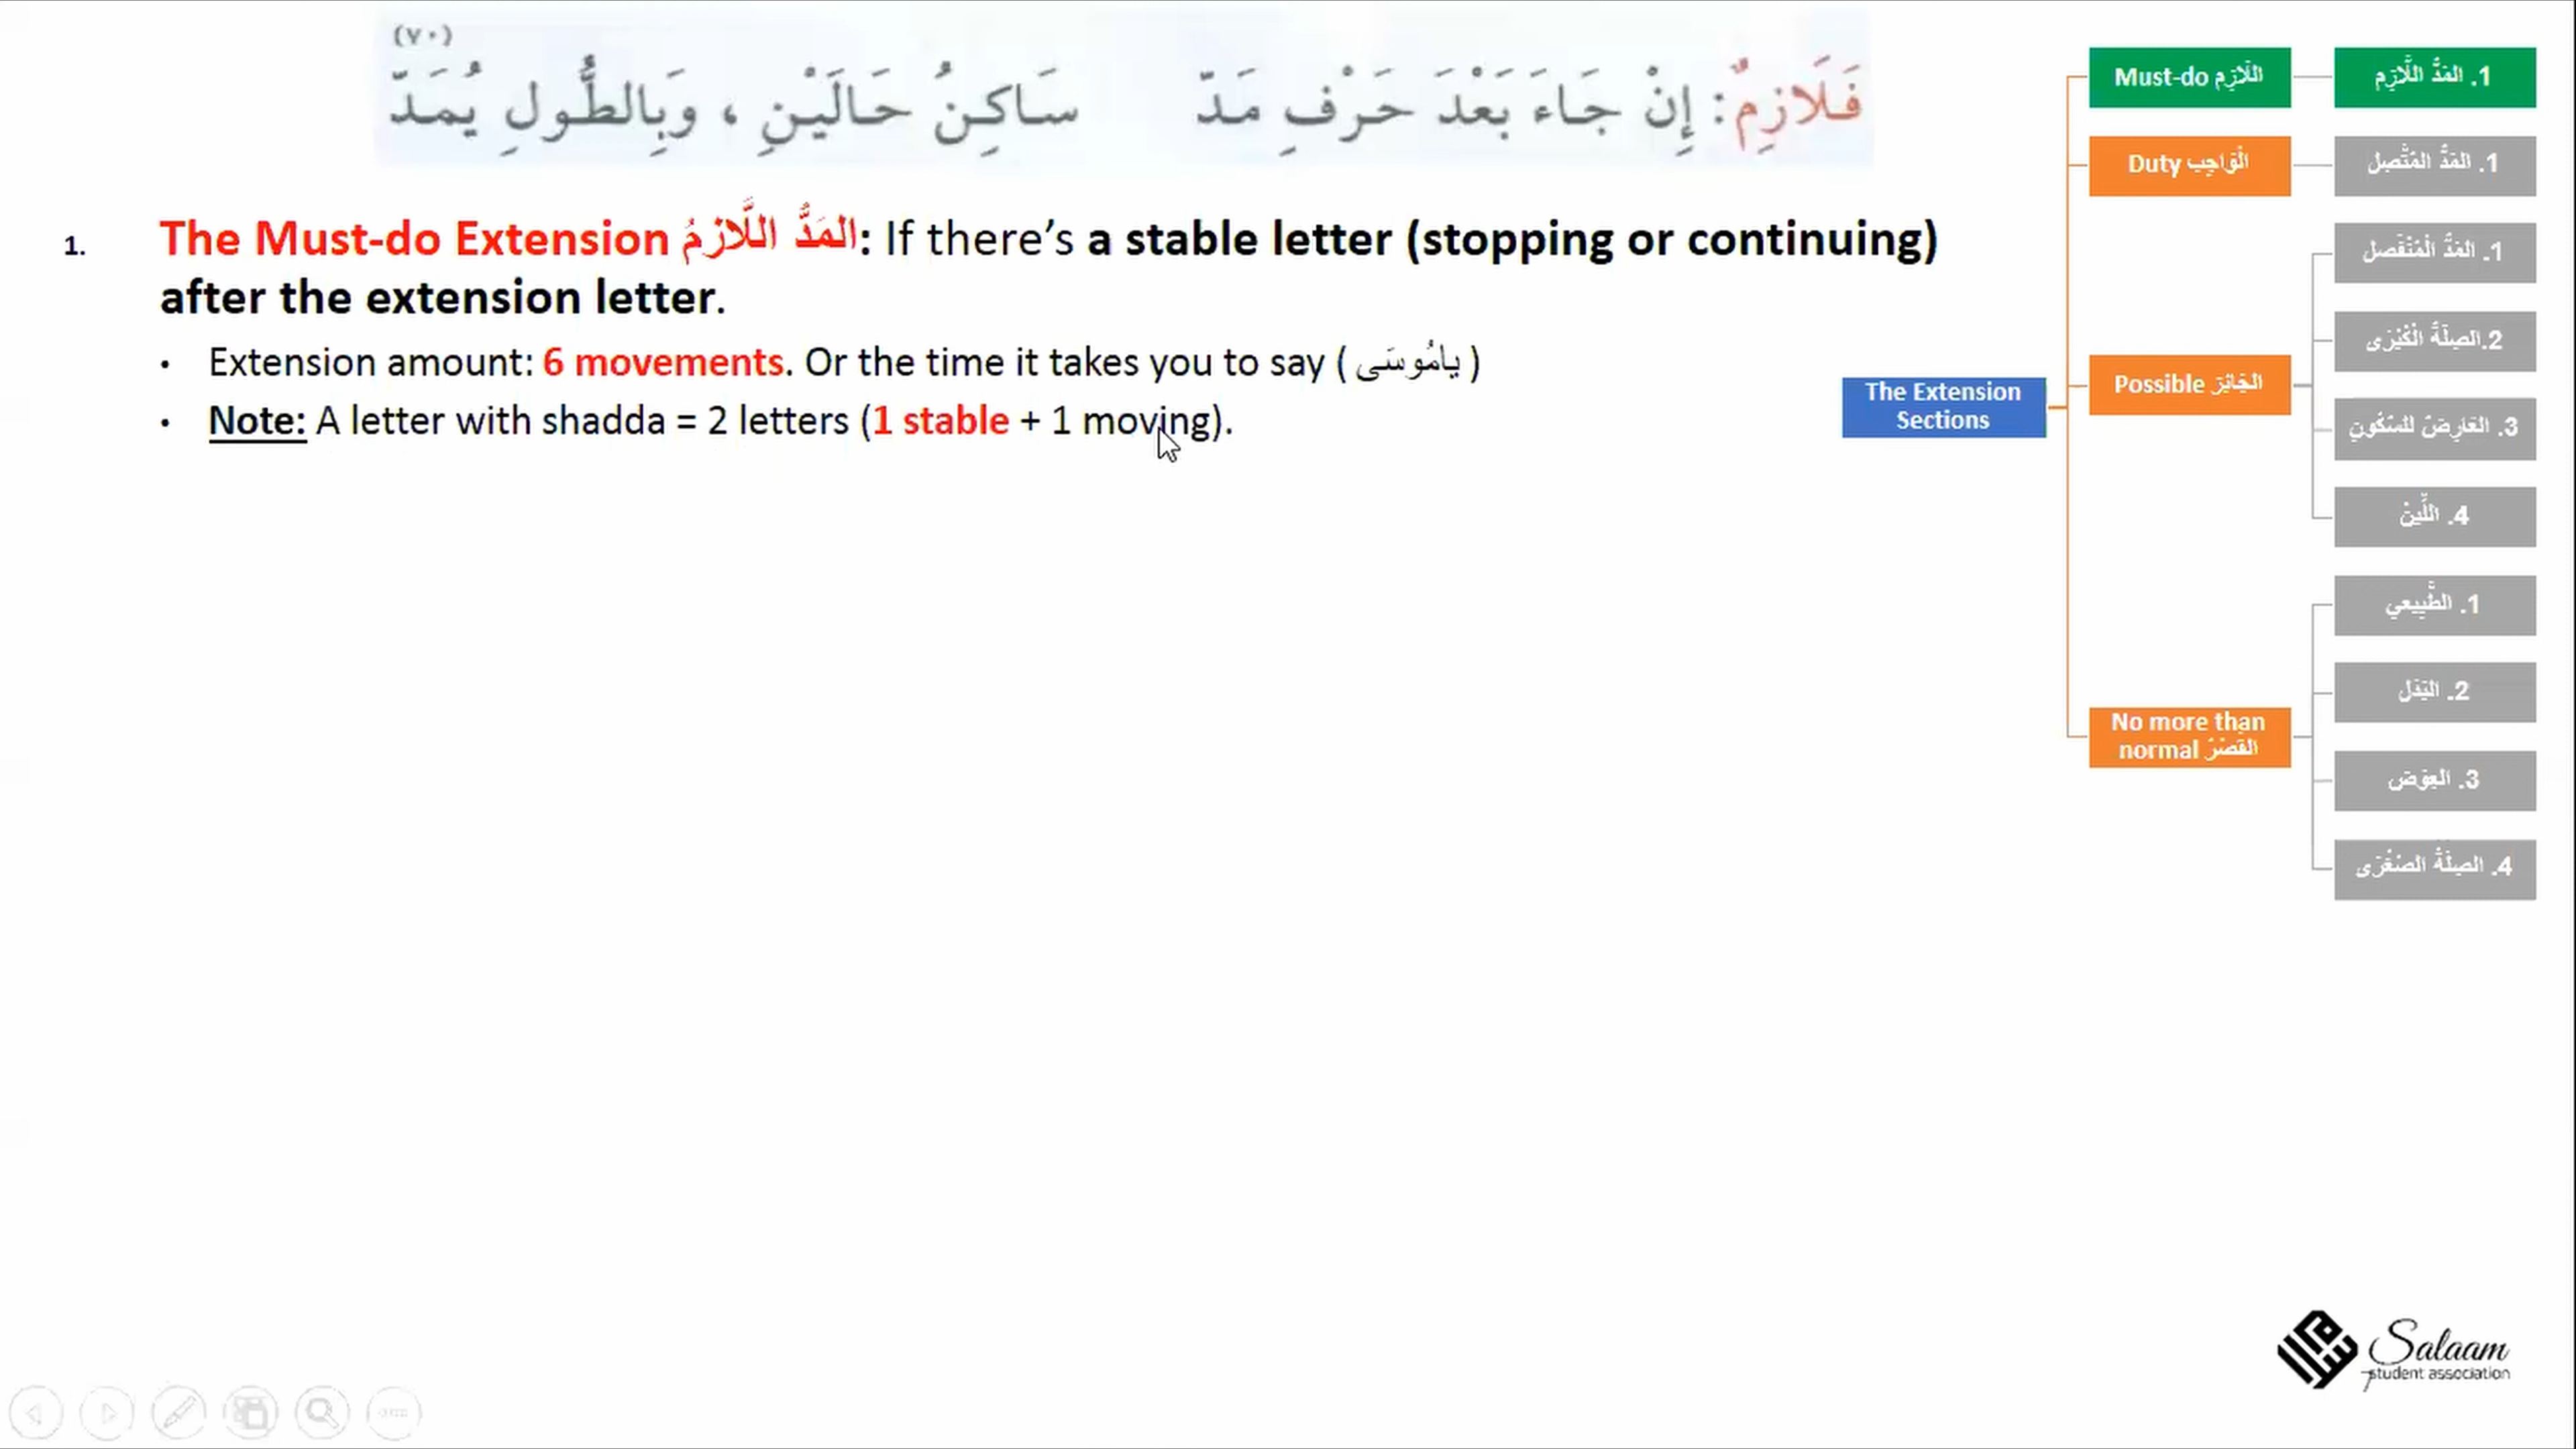 (٧٠)
فَلَازِمٌ: إِنْ جَاءَ بَعْدَ حَرْفِ مَدّ سَاكِنُ حَالَيْنِ ، وَبِالطُّولِ يُمَدّ
1. The Must-do Extension المَدُّ اللَّازِمُ: If there’s a stable letter (stopping or continuing)
after the extension letter.
• Extension amount: 6 movements. Or the time it takes you to say ( يامُوسَى )
• Note: A letter with shadda = 2 letters (1 stable + 1 moving).
The Extension
Sections
Must-do اللَّازِم
1. المَدُّ اللَّازِم
Duty الْوَاجِب
1. المَدُّ المُتَّصِل
Possible الجَائِز
1. المَدُّ الْمُنْفَصِل
2.الصِلَةُ الْكُبْرَى
3. العَارِضُ للسُكُونِ
4. اللِّينْ
No more than
normal القَصْرُ
1. الطَّبِيعي
2. البَدَل
3. العِوَض
4. الصِلَةُ الصُغْرَى
Salaam
student association
7